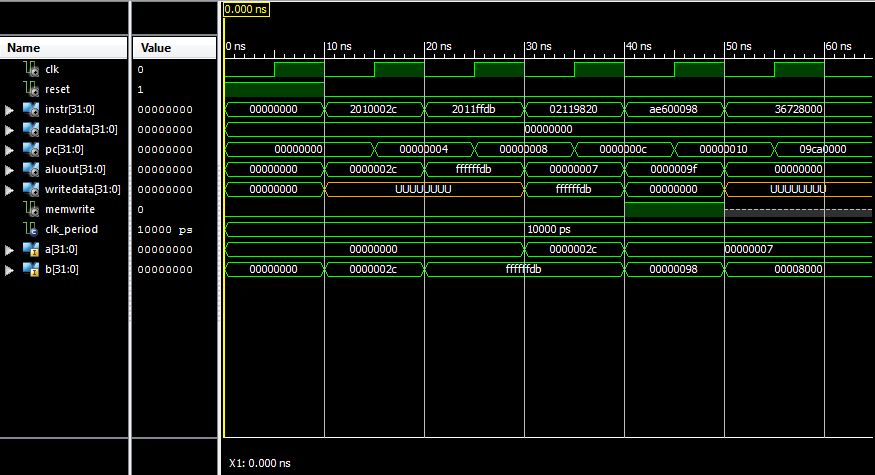 0.000 ns
Name Value 0 ns 10 ns 20 ns 30 ns 40 ns 50 ns 60 ns
clk 0
reset 1
instr[31:0] 00000000 00000000 2010002c 2011ffdb 02119820 ae600098 36728000
readdata[31:0] 00000000 00000000
pc[31:0] 00000000 00000000 00000004 00000008 0000000c 00000010 09ca0000
aluout[31:0] 00000000 00000000 0000002c ffffffdb 00000007 0000009f 00000000
writedata[31:0] 00000000 00000000 UUUUUUUU ffffffdb 00000000 UUUUUUUU
memwrite 0
clk_period 10000 ps 10000 ps
a[31:0] 00000000 00000000 0000002c 00000007
b[31:0] 00000000 00000000 0000002c ffffffdb 00000098 00008000
X1: 0.000 ns